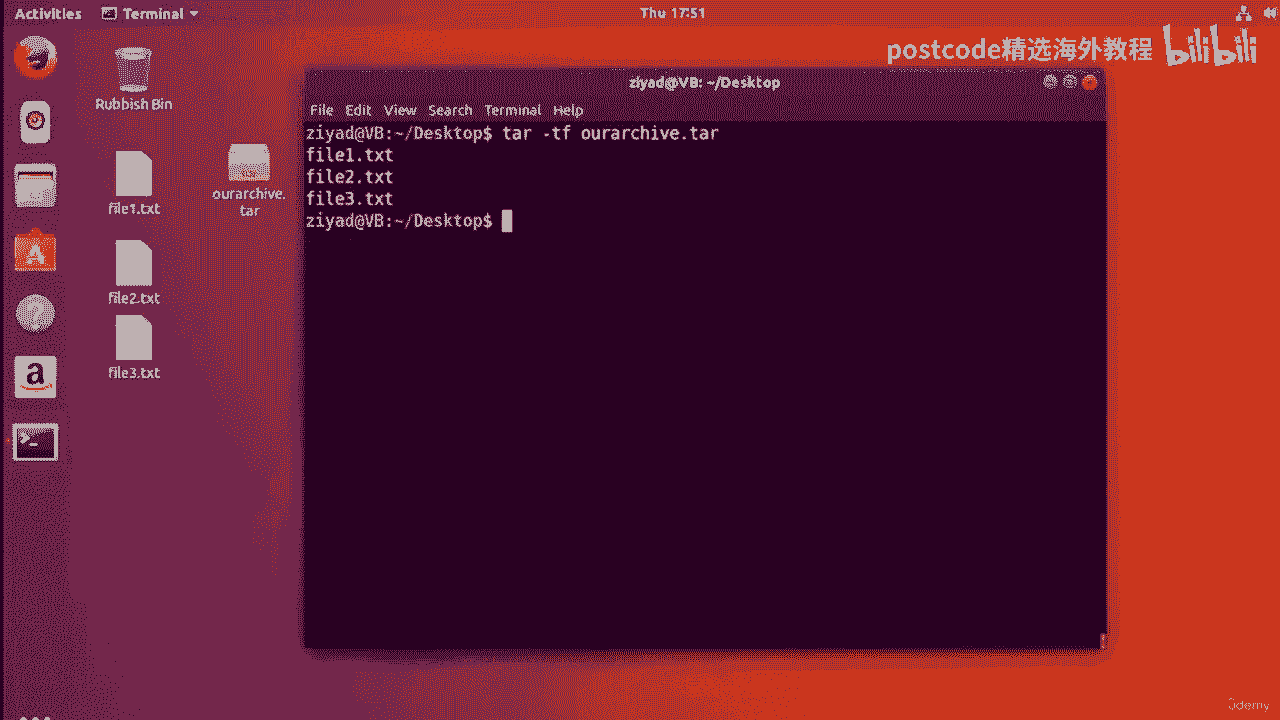 Activities
Terminal
Thu 17:51
postcode精选海外教程 bilibili
Rubbish Bin
file1.txt
ourarchive.
tar
file2.txt
file3.txt
ziyad@VB: ~/Desktop
File Edit View Search Terminal Help
ziyad@VB:~/Desktop$ tar -tf ourarchive.tar
file1.txt
file2.txt
file3.txt
ziyad@VB:~/Desktop$
Udemy